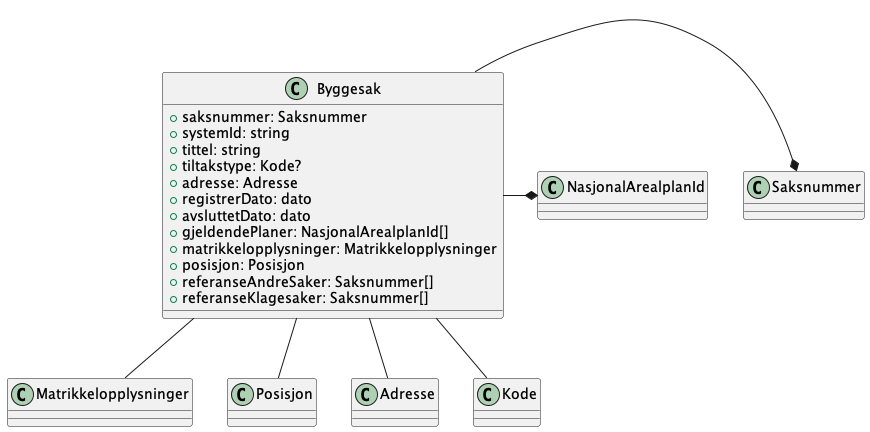 C Byggesak
saksnummer: Saksnummer
systemId: string
tittel: string
tiltakstype: Kode?
adresse: Adresse
registrerDato: dato
avsluttetDato: dato
gjeldendePlaner: NasjonalArealplanId[]
matrikkelopplysninger: Matrikkelopplysninger
posisjon: Posisjon
referanseAndreSaker: Saksnummer[]
referanseKlagesaker: Saksnummer[]
C NasjonalArealplanId
C Saksnummer
C Matrikkelopplysninger
C Posisjon
C Adresse
C Kode